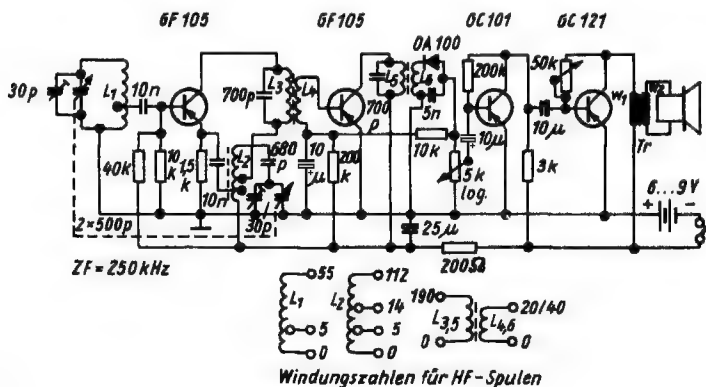 GF 105 GF 105 GC 101 GC 121
0A 100
30p
L₁
10n
700p
L₃
L₄
L₅
L₆
700
p
5n
200k
50k
w₁
w₂
Tr
10µ
10µ
40k
10
k
1,5
k
10n
L₂
680
p
30p
10
+
µ
200
k
10k
5k
log.
3k
2×500p
25µ
200Ω
6...9V
+ -
ZF = 250 kHz
55 112
L₁ L₂ 14
5 5
0 0
190 20/40
L₃,₅ L₄,₆
0 0
Windungszahlen für HF-Spulen